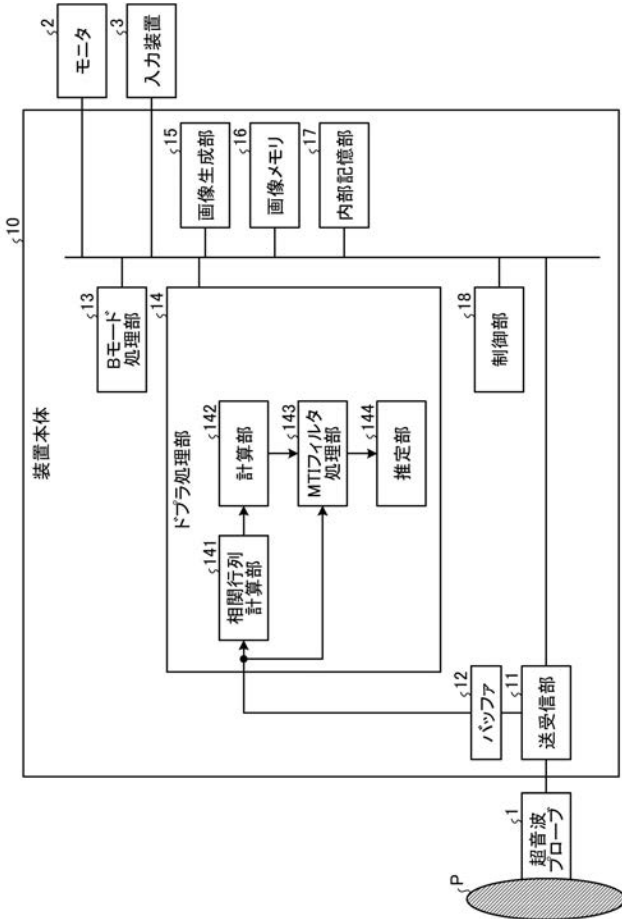 10
装置本体
2
モニタ
3
入力装置
13
Bモード
処理部
15
画像生成部
16
画像メモリ
17
内部記憶部
14
ドプラ処理部
141
相関行列
計算部
142
計算部
143
MTIフィルタ
処理部
144
推定部
18
制御部
12
バッファ
11
送受信部
1
超音波
プローブ
P